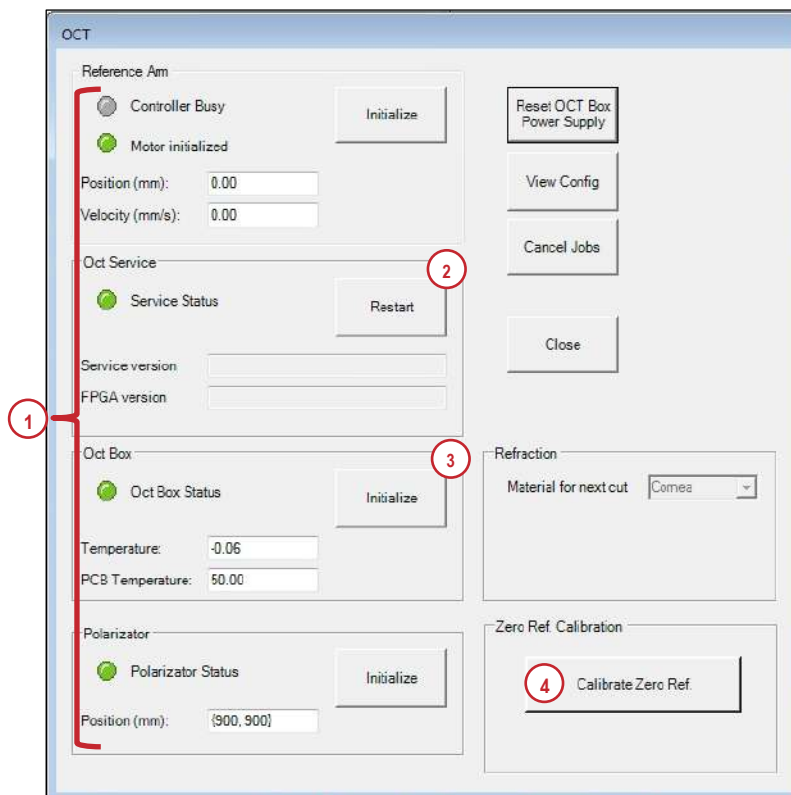 OCT
Reference Arm
Controller Busy
Initialize
Motor initialized
Position (mm): 0.00
Velocity (mm/s): 0.00
Reset OCT Box
Power Supply
View Config
Cancel Jobs
Close
Oct Service
2
Service Status
Restart
Service version
FPGA version
1
Oct Box
3
Oct Box Status
Initialize
Temperature: -0.06
PCB Temperature: 50.00
Refraction
Material for next cut Cornea
Polarizator
Polarizator Status
Initialize
Position (mm): {900, 900}
Zero Ref. Calibration
4
Calibrate Zero Ref.